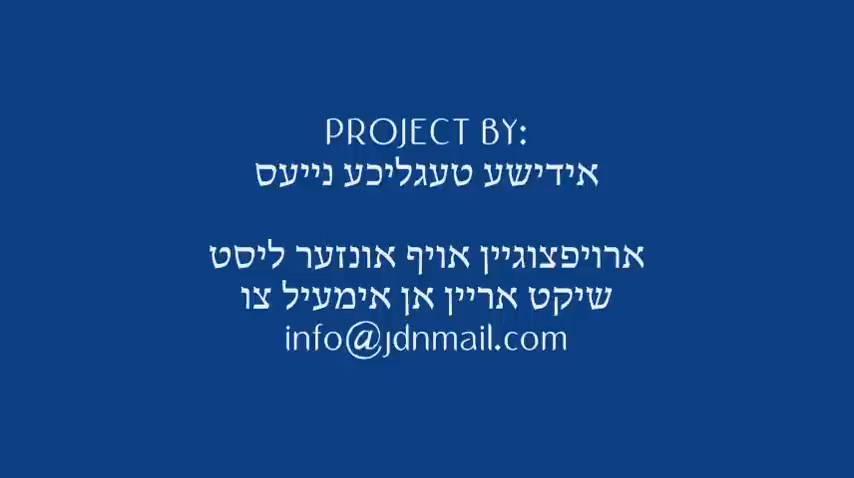 PROJECT BY:
אידישע טעגליכע נייעס
ארויפצוגיין אויף אונזער ליסט
שיקט אריין אן אימעיל צו
info@jdnmail.com